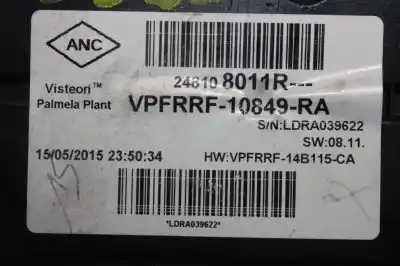 ANC
Visteon™
Palmela Plant
24810 8011R---
VPFRRF-10849-RA
S/N:LDRA039622
SW:08.11.
15/05/2015 23:50:34
HW:VPFRRF-14B115-CA
*LDRA039622*